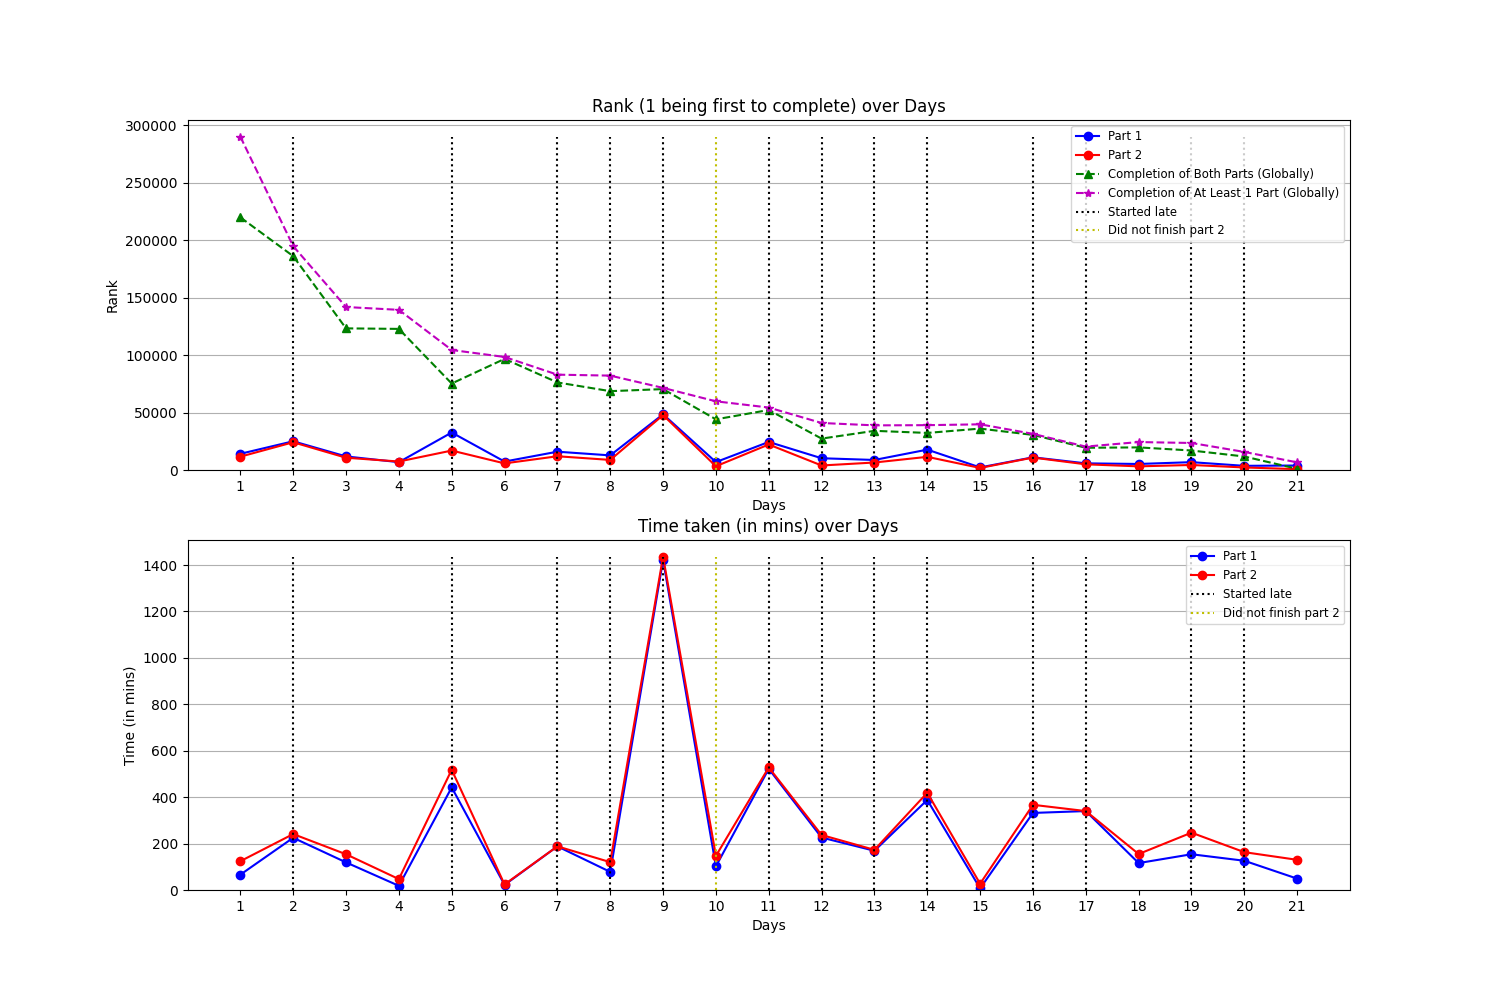 Rank (1 being first to complete) over Days
300000
250000
200000
150000
100000
50000
0
Rank
Part 1
Part 2
Completion of Both Parts (Globally)
Completion of At Least 1 Part (Globally)
Started late
Did not finish part 2
1 2 3 4 5 6 7 8 9 10 11 12 13 14 15 16 17 18 19 20 21
Days
Time taken (in mins) over Days
1400
1200
1000
800
600
400
200
0
Time (in mins)
Part 1
Part 2
Started late
Did not finish part 2
1 2 3 4 5 6 7 8 9 10 11 12 13 14 15 16 17 18 19 20 21
Days